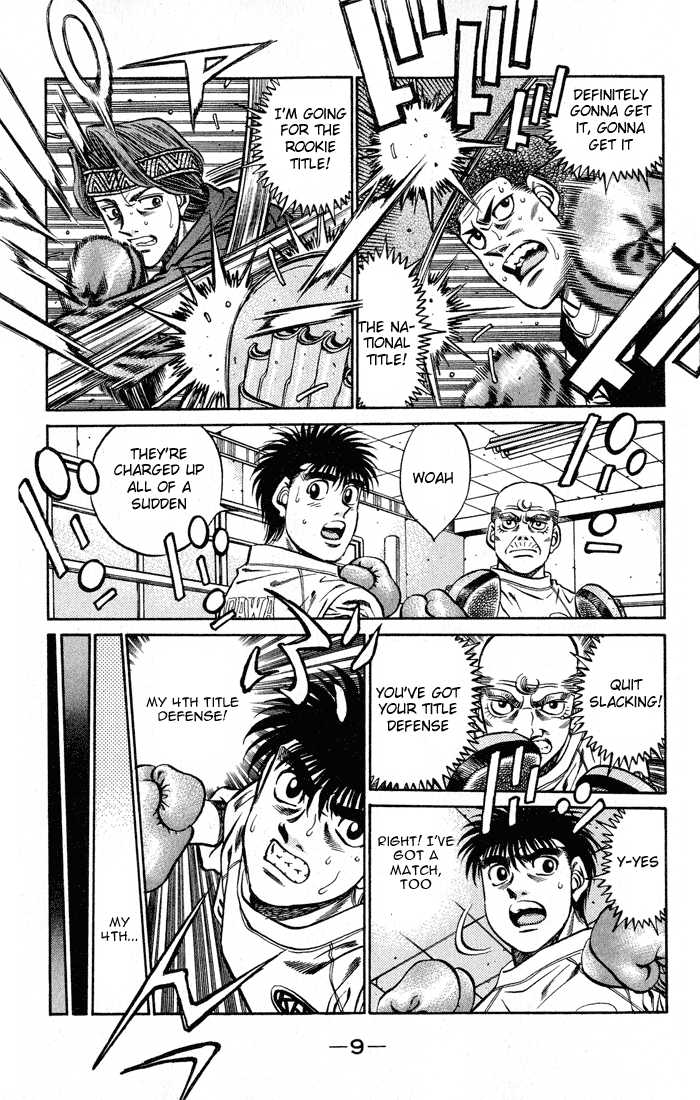 DEFINITELY
GONNA GET
IT, GONNA
GET IT
THE NA-
TIONAL
TITLE!
I'M GOING
FOR THE
ROOKIE
TITLE!
WOAH
THEY'RE
CHARGED UP
ALL OF A
SUDDEN
QUIT
SLACKING!
YOU'VE GOT
YOUR TITLE
DEFENSE
Y-YES
RIGHT! I'VE
GOT A
MATCH,
TOO
MY 4TH TITLE
DEFENSE!
MY
4TH...
—9—